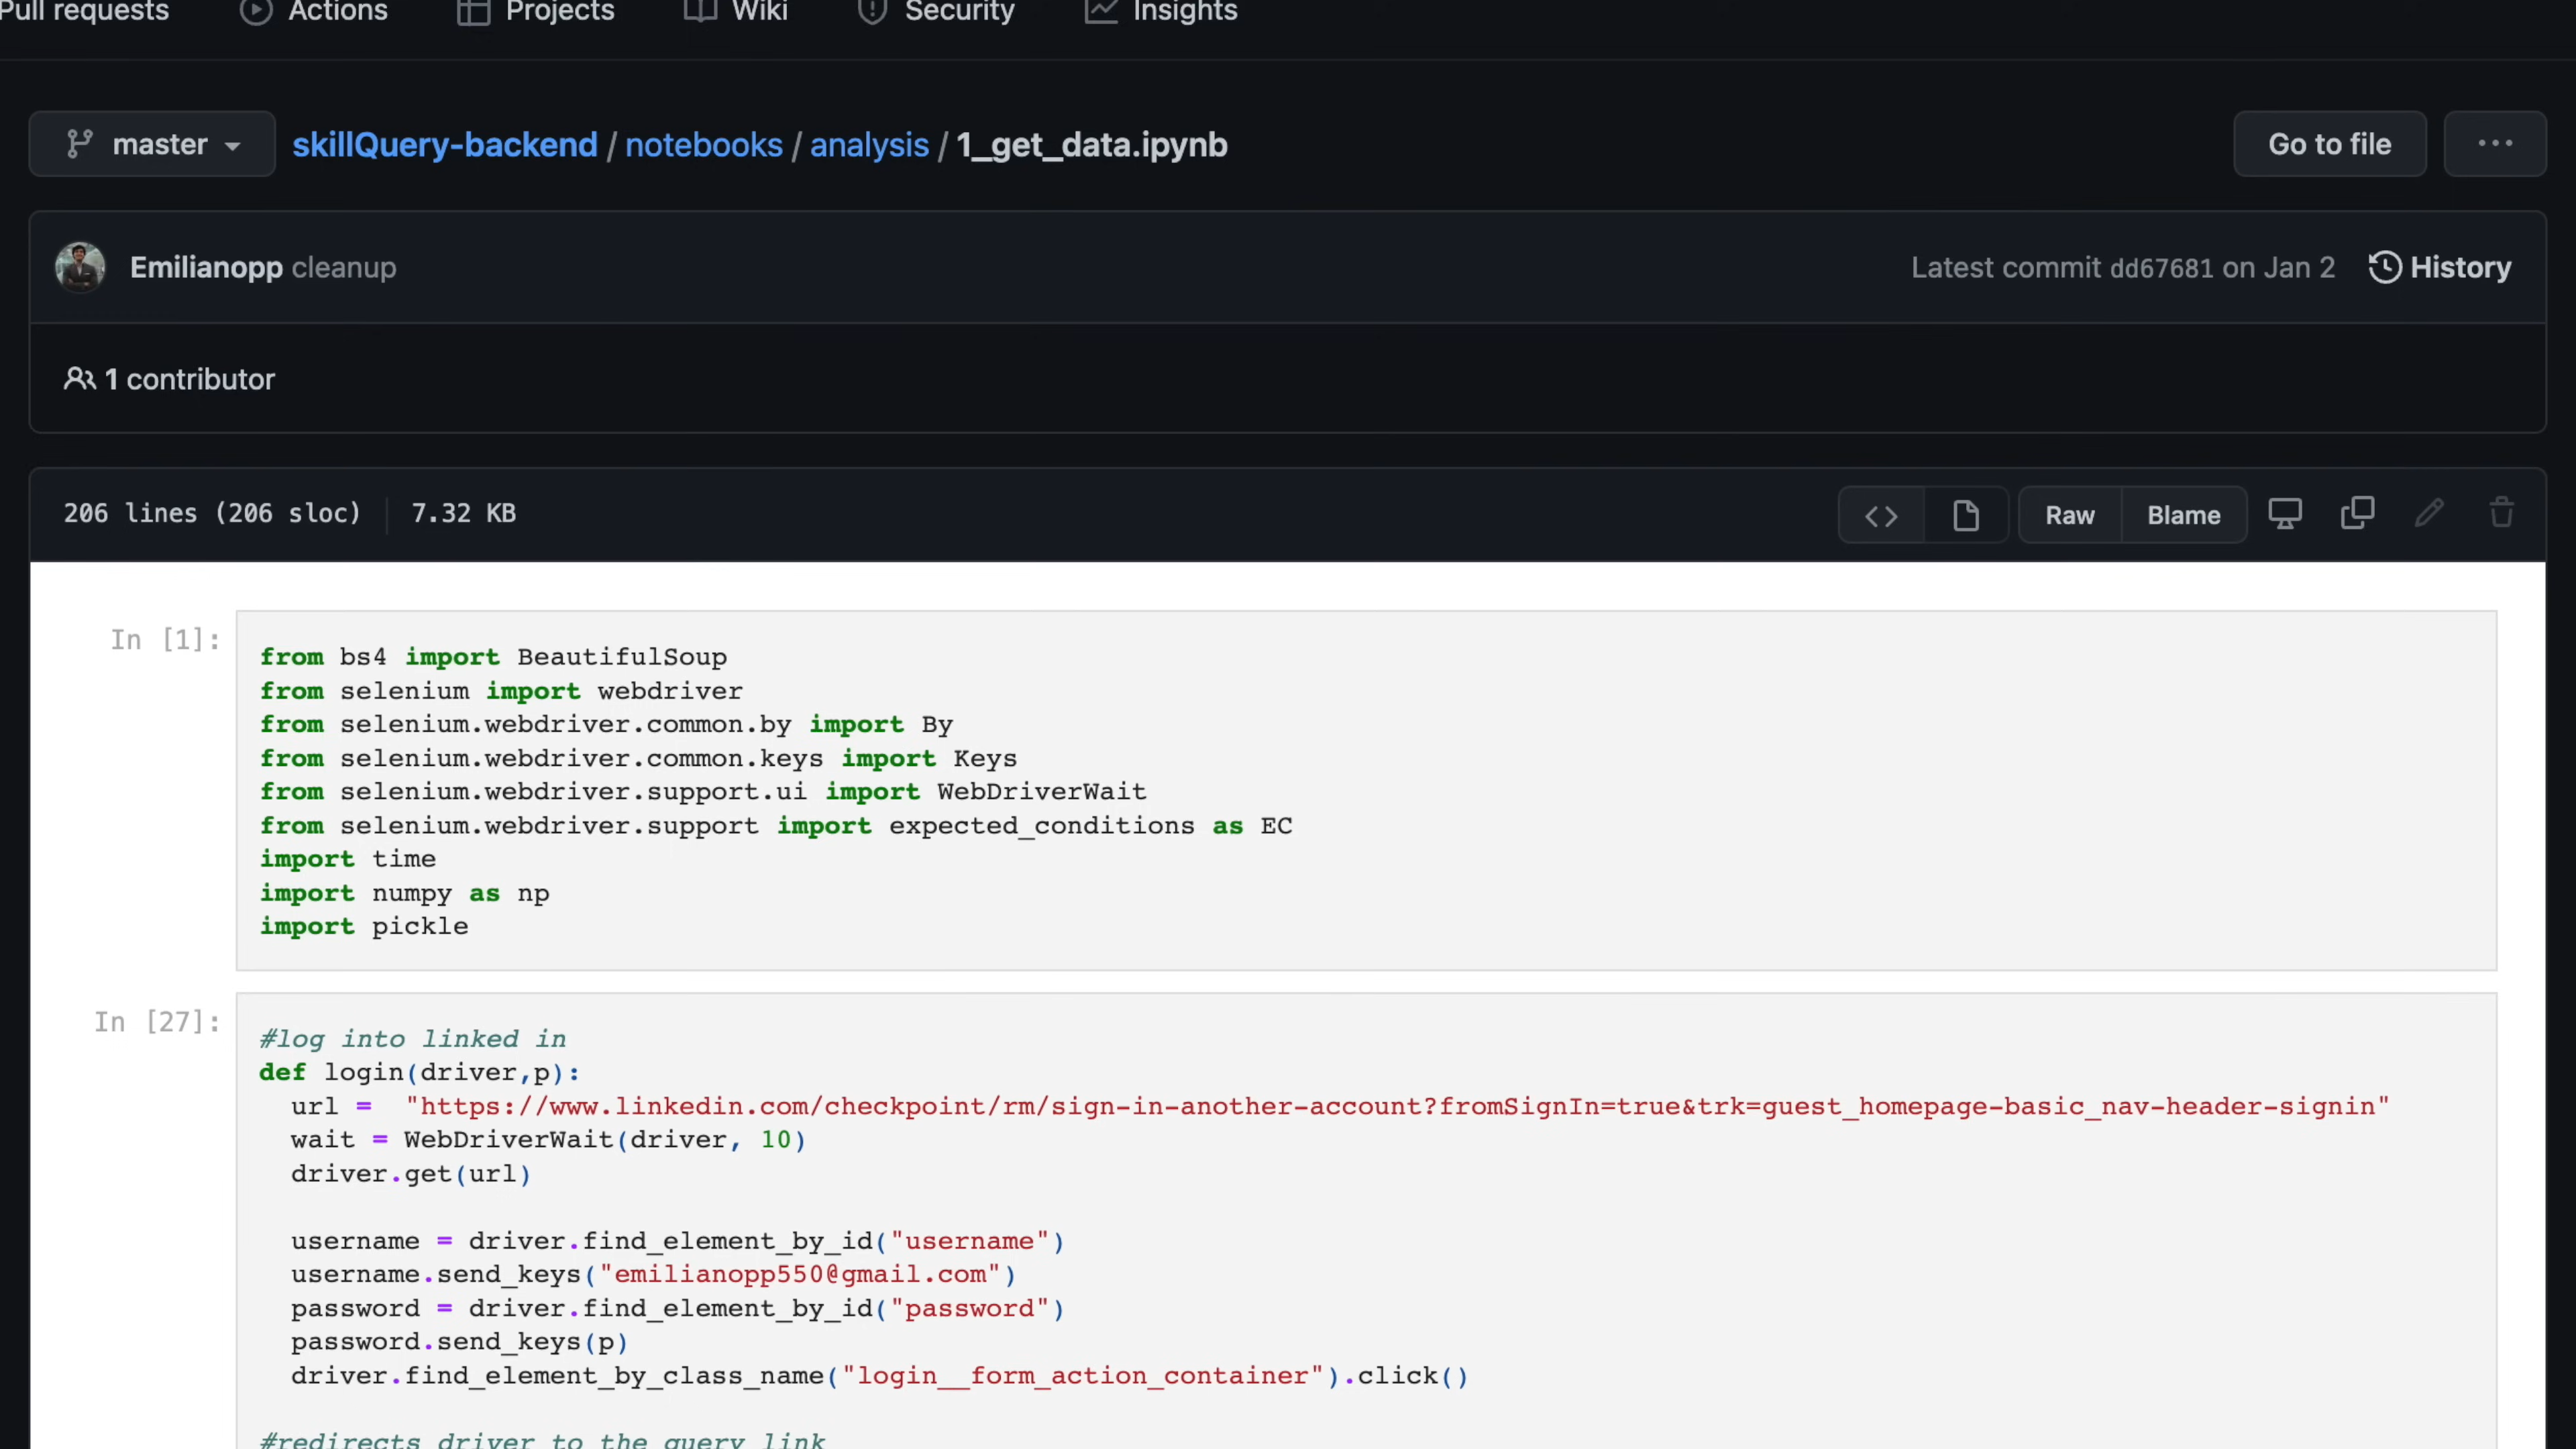 Pull requests Actions Projects Wiki Security Insights
master skillQuery-backend / notebooks / analysis / 1_get_data.ipynb Go to file ...
Emilianopp cleanup Latest commit dd67681 on Jan 2 History
1 contributor
206 lines (206 sloc) 7.32 KB <> Raw Blame
In [1]:
from bs4 import BeautifulSoup
from selenium import webdriver
from selenium.webdriver.common.by import By
from selenium.webdriver.common.keys import Keys
from selenium.webdriver.support.ui import WebDriverWait
from selenium.webdriver.support import expected_conditions as EC
import time
import numpy as np
import pickle
In [27]:
#log into linked in
def login(driver,p):
url = "https://www.linkedin.com/checkpoint/rm/sign-in-another-account?fromSignIn=true&trk=guest_homepage-basic_nav-header-signin"
wait = WebDriverWait(driver, 10)
driver.get(url)
username = driver.find_element_by_id("username")
username.send_keys("emilianopp550@gmail.com")
password = driver.find_element_by_id("password")
password.send_keys(p)
driver.find_element_by_class_name("login__form_action_container").click()
#redirects driver to the query link